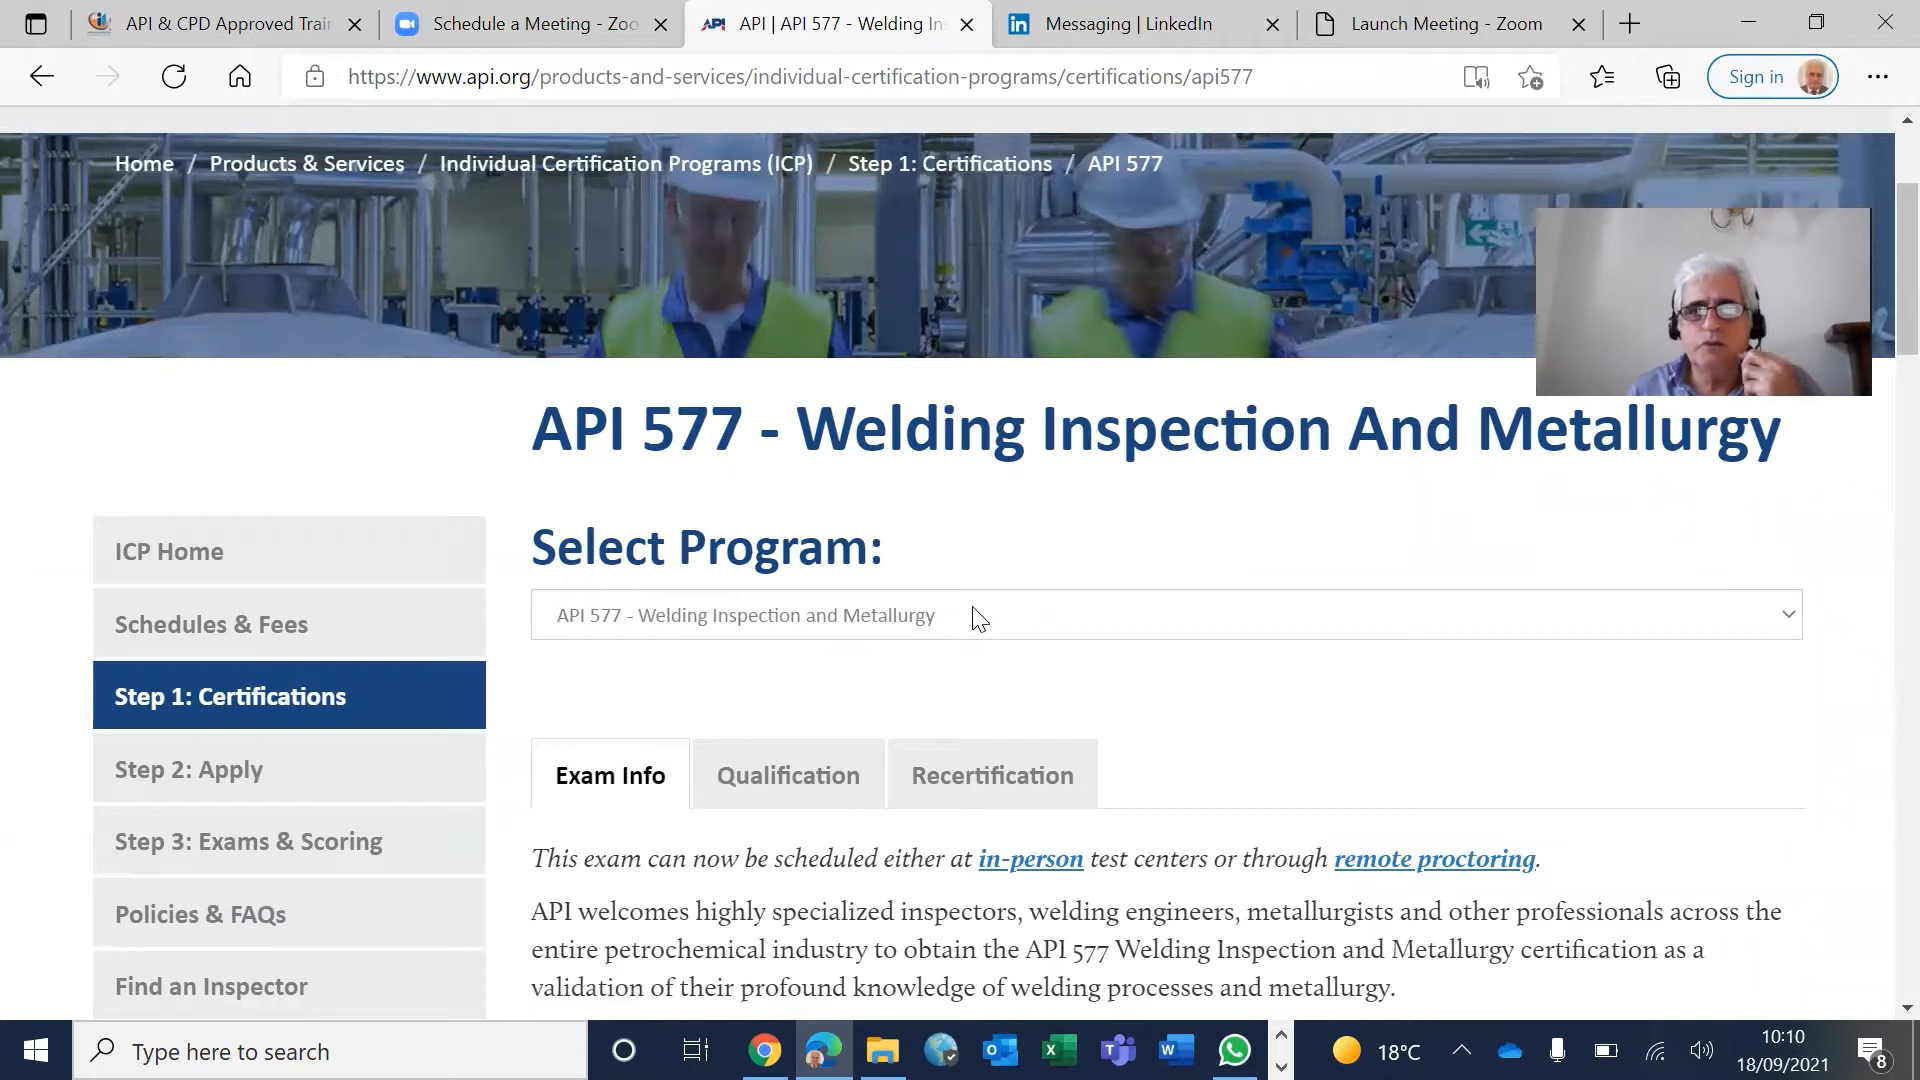 API & CPD Approved Trai
Schedule a Meeting - Zoo
API | API 577 - Welding In
Messaging | LinkedIn
Launch Meeting - Zoom
https://www.api.org/products-and-services/individual-certification-programs/certifications/api577
Sign in
Home / Products & Services / Individual Certification Programs (ICP) / Step 1: Certifications / API 577
API 577 - Welding Inspection And Metallurgy
ICP Home
Schedules & Fees
Step 1: Certifications
Step 2: Apply
Step 3: Exams & Scoring
Policies & FAQs
Find an Inspector
Select Program:
API 577 - Welding Inspection and Metallurgy
Exam Info
Qualification
Recertification
This exam can now be scheduled either at in-person test centers or through remote proctoring.
API welcomes highly specialized inspectors, welding engineers, metallurgists and other professionals across the
entire petrochemical industry to obtain the API 577 Welding Inspection and Metallurgy certification as a
validation of their profound knowledge of welding processes and metallurgy.
Type here to search
18°C
10:10
18/09/2021
8